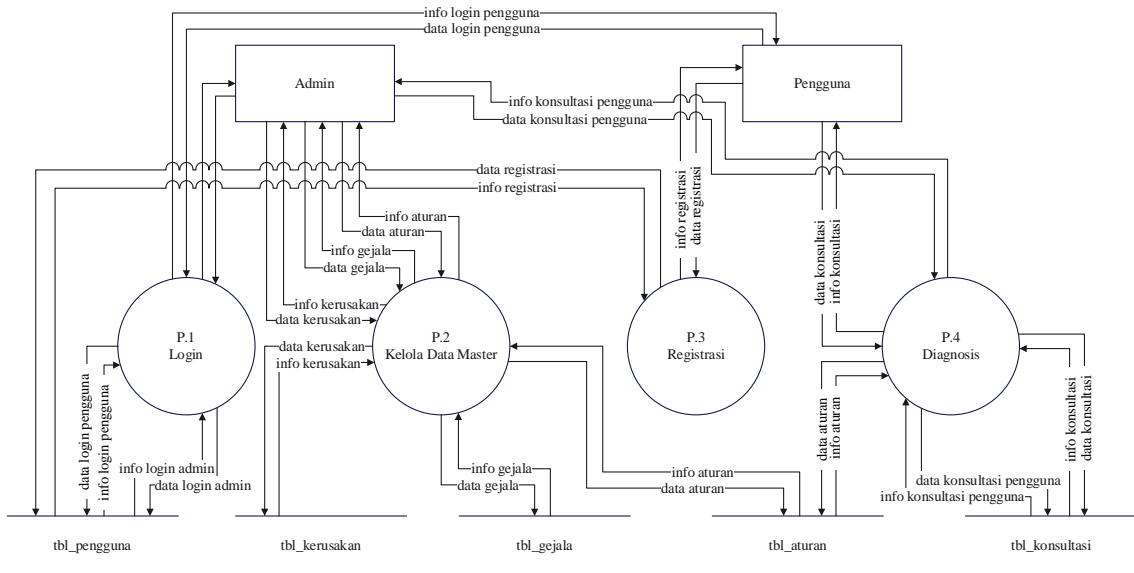 info login pengguna
data login pengguna
Admin
Pengguna
info konsultasi pengguna
data konsultasi pengguna
data registrasi
info registrasi
info registrasi
data registrasi
info aturan
data aturan
info gejala
data gejala
data konsultasi
info konsultasi
info kerusakan
data kerusakan
P.1
Login
P.2
Kelola Data Master
P.3
Registrasi
P.4
Diagnosis
data kerusakan
info kerusakan
data login pengguna
info login pengguna
data aturan
info aturan
info konsultasi
data konsultasi
info login admin
data login admin
info gejala
data gejala
info aturan
data aturan
data konsultasi pengguna
info konsultasi pengguna
tbl_pengguna
tbl_kerusakan
tbl_gejala
tbl_aturan
tbl_konsultasi